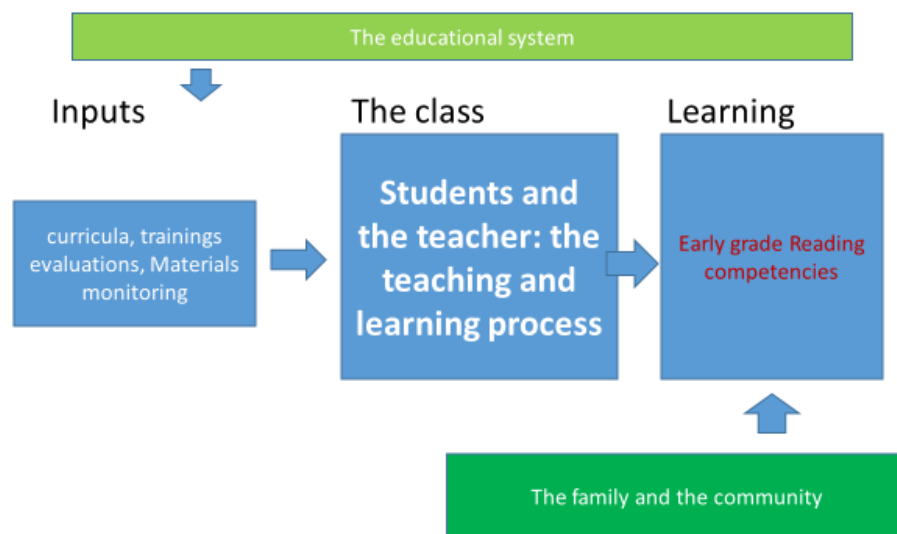 The educational system
Inputs
The class
Learning
curricula, trainings
evaluations, Materials
monitoring
Students and
the teacher: the
teaching and
learning process
Early grade Reading
competencies
The family and the community